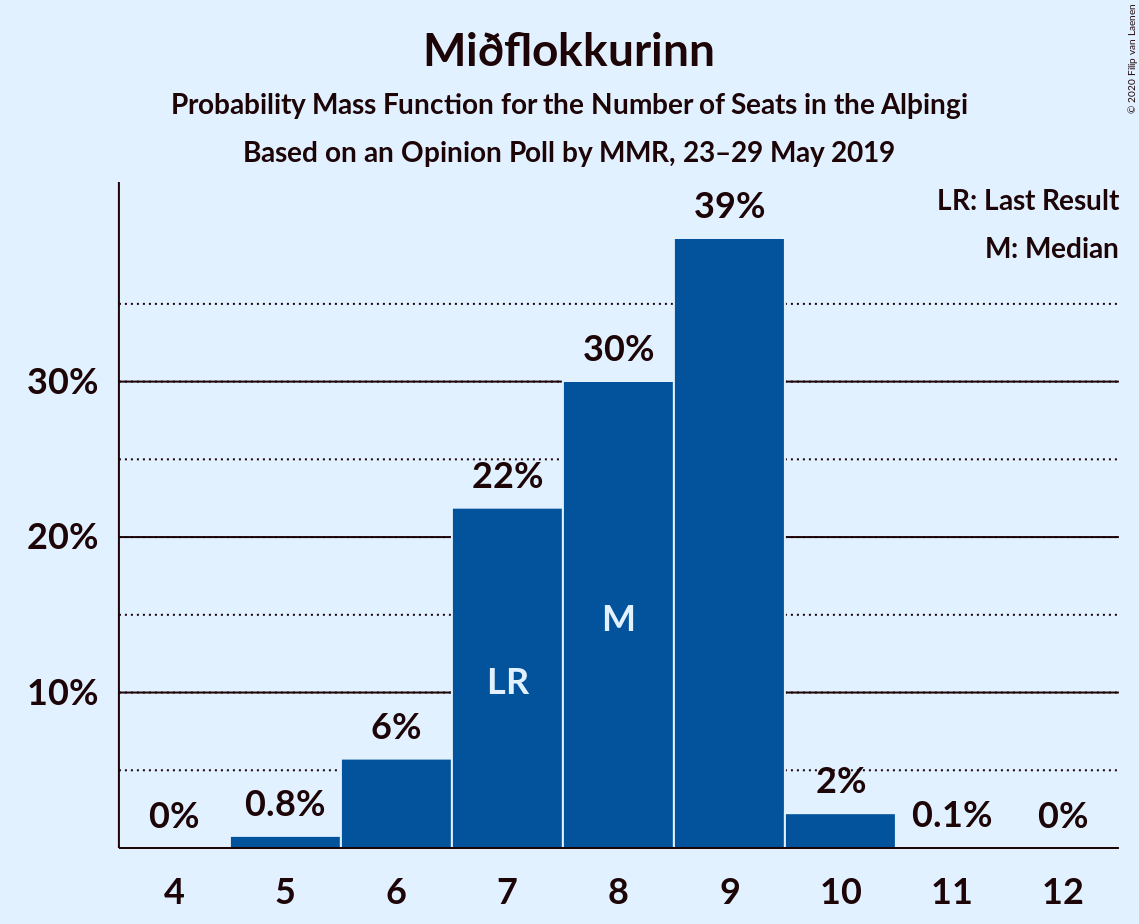 Miðflokkurinn
Probability Mass Function for the Number of Seats in the Alþingi
Based on an Opinion Poll by MMR, 23–29 May 2019
© 2020 Filip van Laenen
LR: Last Result
M: Median
39%
30%
30%
22%
20%
M
LR
10%
6%
2%
0%
0.8%
0.1%
0%
4 5 6 7 8 9 10 11 12